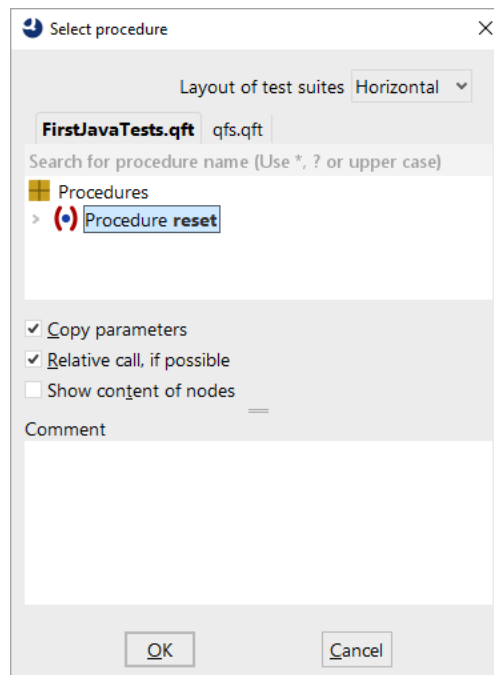 Select procedure
Layout of test suites Horizontal
FirstJavaTests.qft qfs.qft
Search for procedure name (Use *, ? or upper case)
Procedures
Procedure reset
Copy parameters
Relative call, if possible
Show content of nodes
Comment
OK Cancel